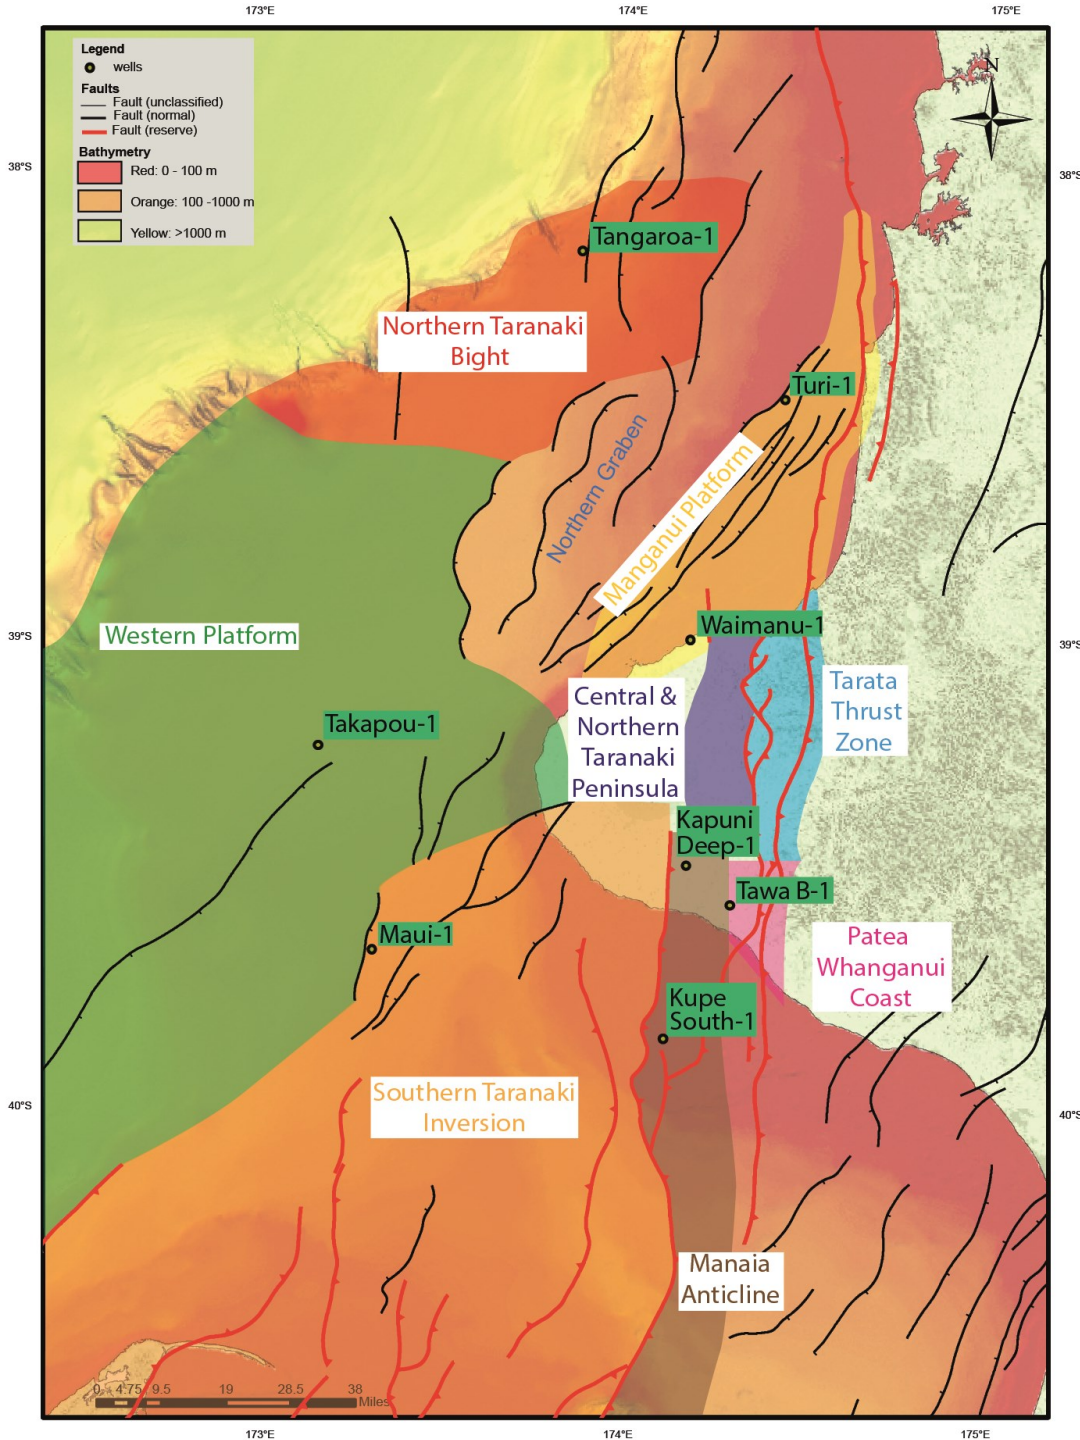 173°E
174°E
175°E
Legend
wells
Faults
Fault (unclassified)
Fault (normal)
Fault (reserve)
Bathymetry
Red: 0 - 100 m
Orange: 100 -1000 m
Yellow: >1000 m
N
38°S
38°S
Tangaroa-1
Northern Taranaki
Bight
Turi-1
Northern Graben
Manganui Platform
Western Platform
Waimanu-1
39°S
39°S
Central &
Northern
Taranaki
Peninsula
Tarata
Thrust
Zone
Takapou-1
Kapuni
Deep-1
Tawa B-1
Maui-1
Patea
Whanganui
Coast
Kupe
South-1
Southern Taranaki
Inversion
40°S
40°S
Manaia
Anticline
0 4.75 9.5 19 28.5 38
Miles
173°E
174°E
175°E